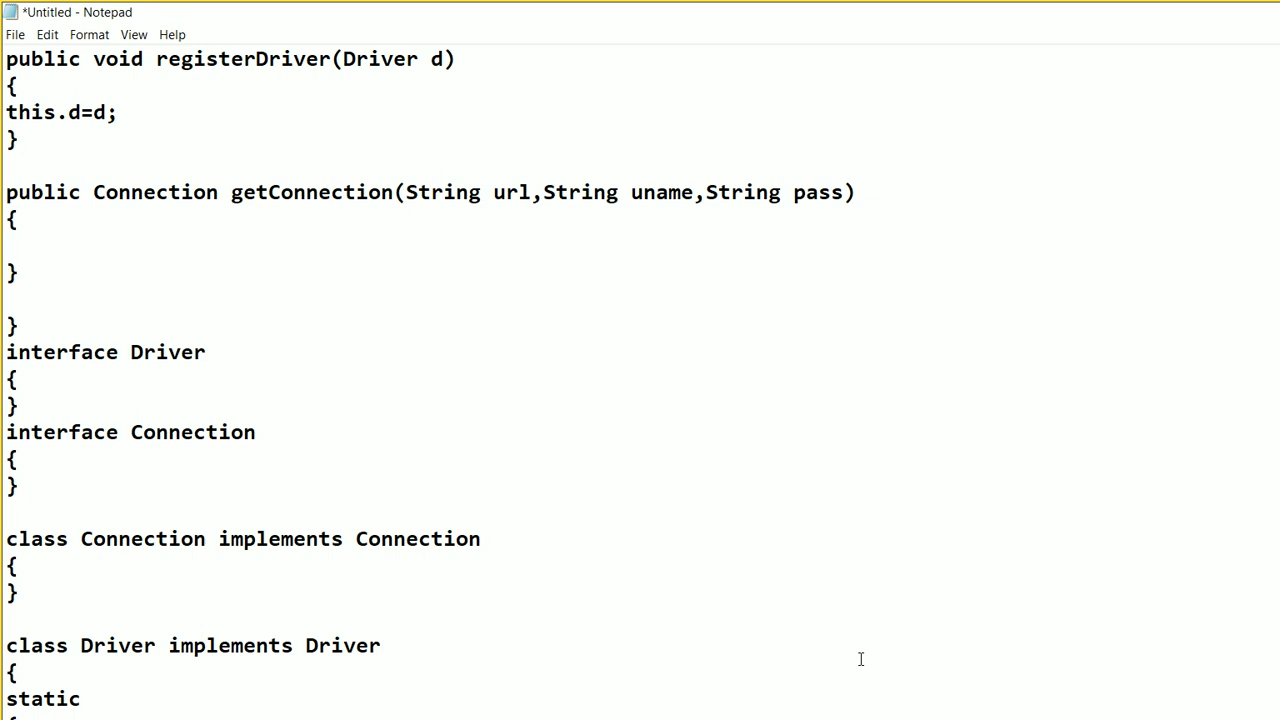 *Untitled - Notepad
File Edit Format View Help
public void registerDriver(Driver d)
{
this.d=d;
}
public Connection getConnection(String url,String uname,String pass)
{
}
}
interface Driver
{
}
interface Connection
{
}
class Connection implements Connection
{
}
class Driver implements Driver
{
static